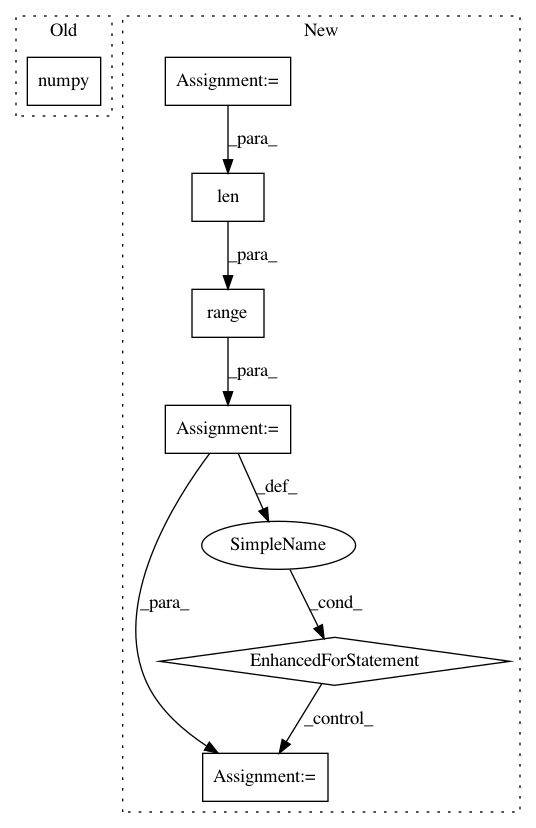 Old
New
numpy
Assignment:=
_para_
len
_para_
range
_para_
Assignment:=
_def_
SimpleName
_para_
_cond_
EnhancedForStatement
_control_
Assignment:=